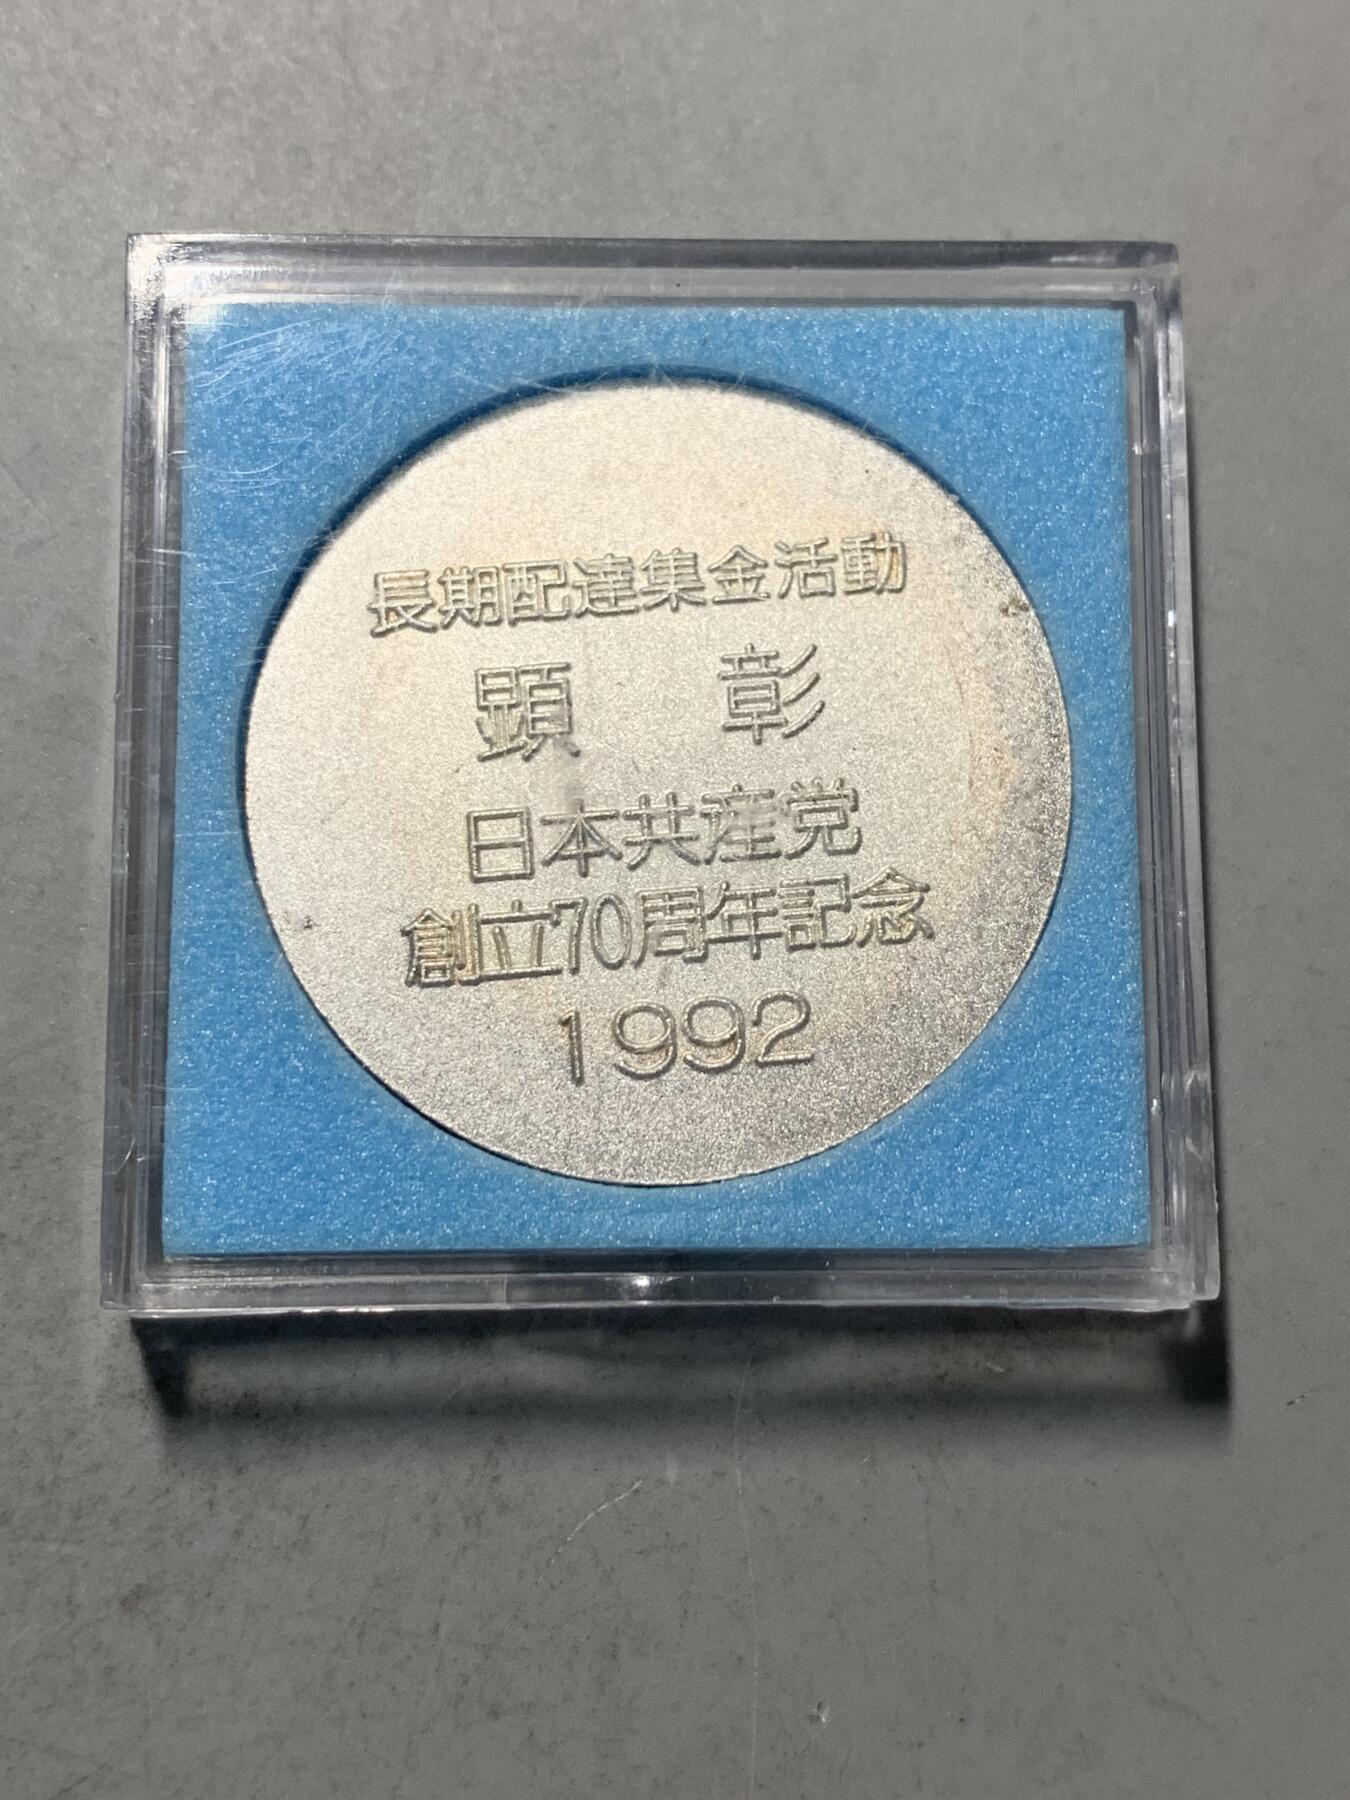 長期配達集金活動
顕 彰
日本共産党
創立70周年記念
1992